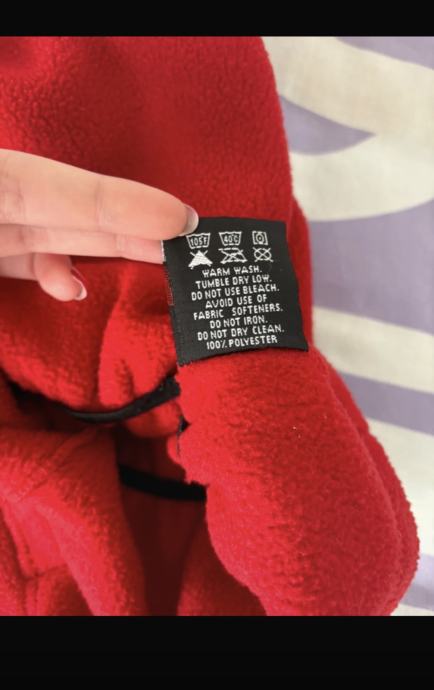 105F 40C
WARM WASH.
TUMBLE DRY LOW.
DO NOT USE BLEACH.
AVOID USE OF
FABRIC SOFTENERS.
DO NOT IRON.
DO NOT DRY CLEAN.
100% POLYESTER